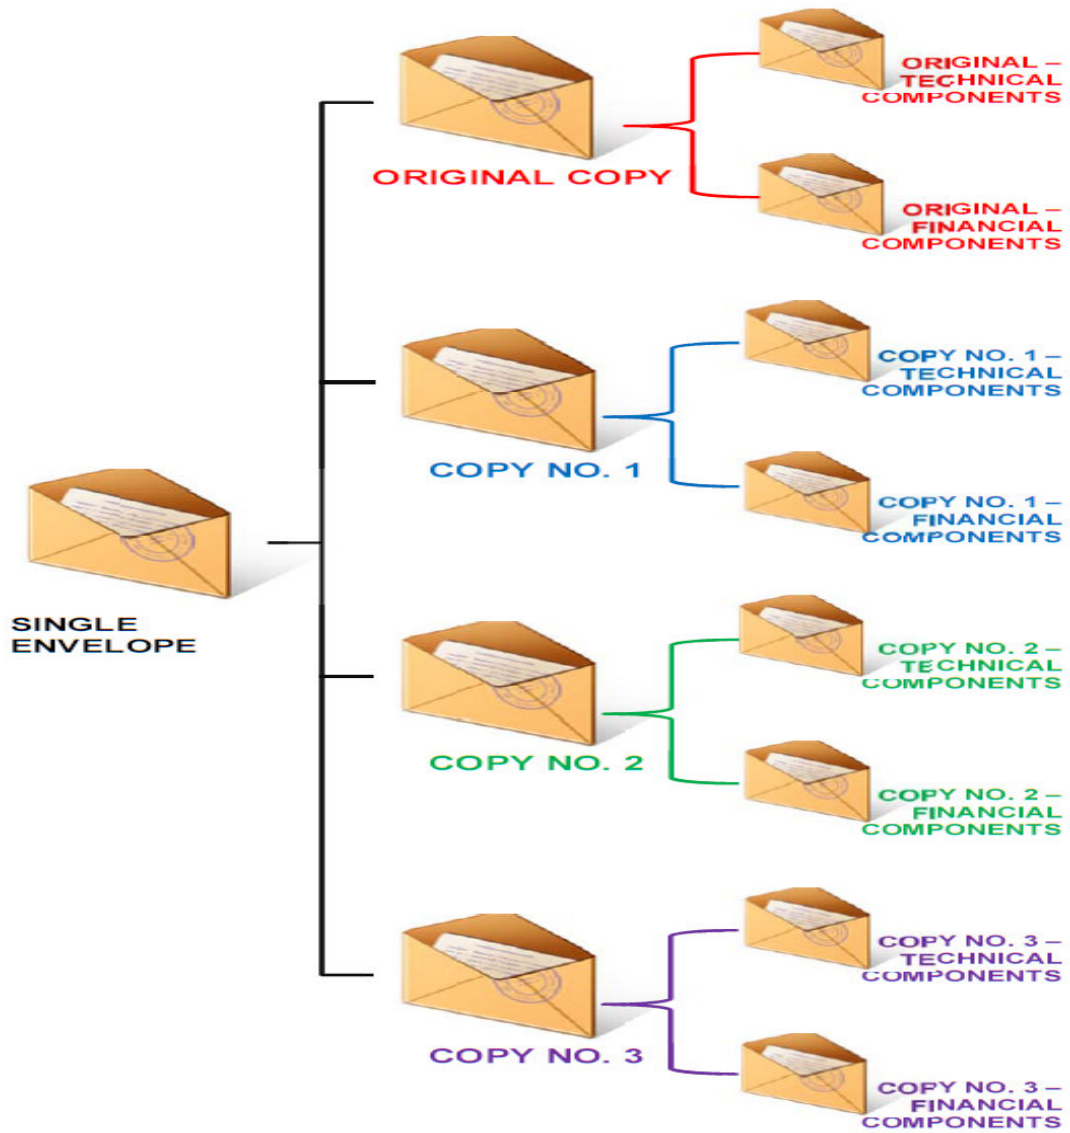 ORIGINAL –
TECHNICAL
COMPONENTS
ORIGINAL COPY
ORIGINAL –
FINANCIAL
COMPONENTS
COPY NO. 1 –
TECHNICAL
COMPONENTS
COPY NO. 1
COPY NO. 1 –
FINANCIAL
COMPONENTS
SINGLE
ENVELOPE
COPY NO. 2 –
TECHNICAL
COMPONENTS
COPY NO. 2
COPY NO. 2 –
FINANCIAL
COMPONENTS
COPY NO. 3 –
TECHNICAL
COMPONENTS
COPY NO. 3
COPY NO. 3 –
FINANCIAL
COMPONENTS